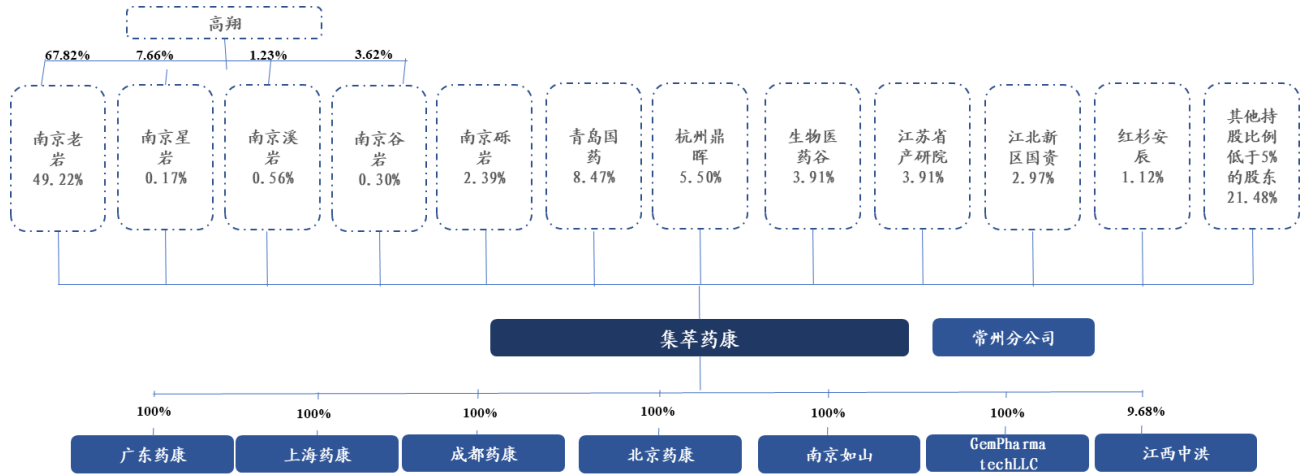 高翔
67.82%
7.66%
1.23%
3.62%
南京老
岩
49.22%
南京星
岩
0.17%
南京溪
岩
0.56%
南京谷
岩
0.30%
南京砾
岩
2.39%
青岛国
药
8.47%
杭州鼎
晖
5.50%
生物医
药谷
3.91%
江苏省
产研院
3.91%
江北新
区国资
2.97%
红杉安
辰
1.12%
其他持
股比例
低于5%
的股东
21.48%
集萃药康
常州分公司
100%
100%
100%
100%
100%
100%
9.68%
广东药康
上海药康
成都药康
北京药康
南京如山
GemPharma
techLLC
江西中洪